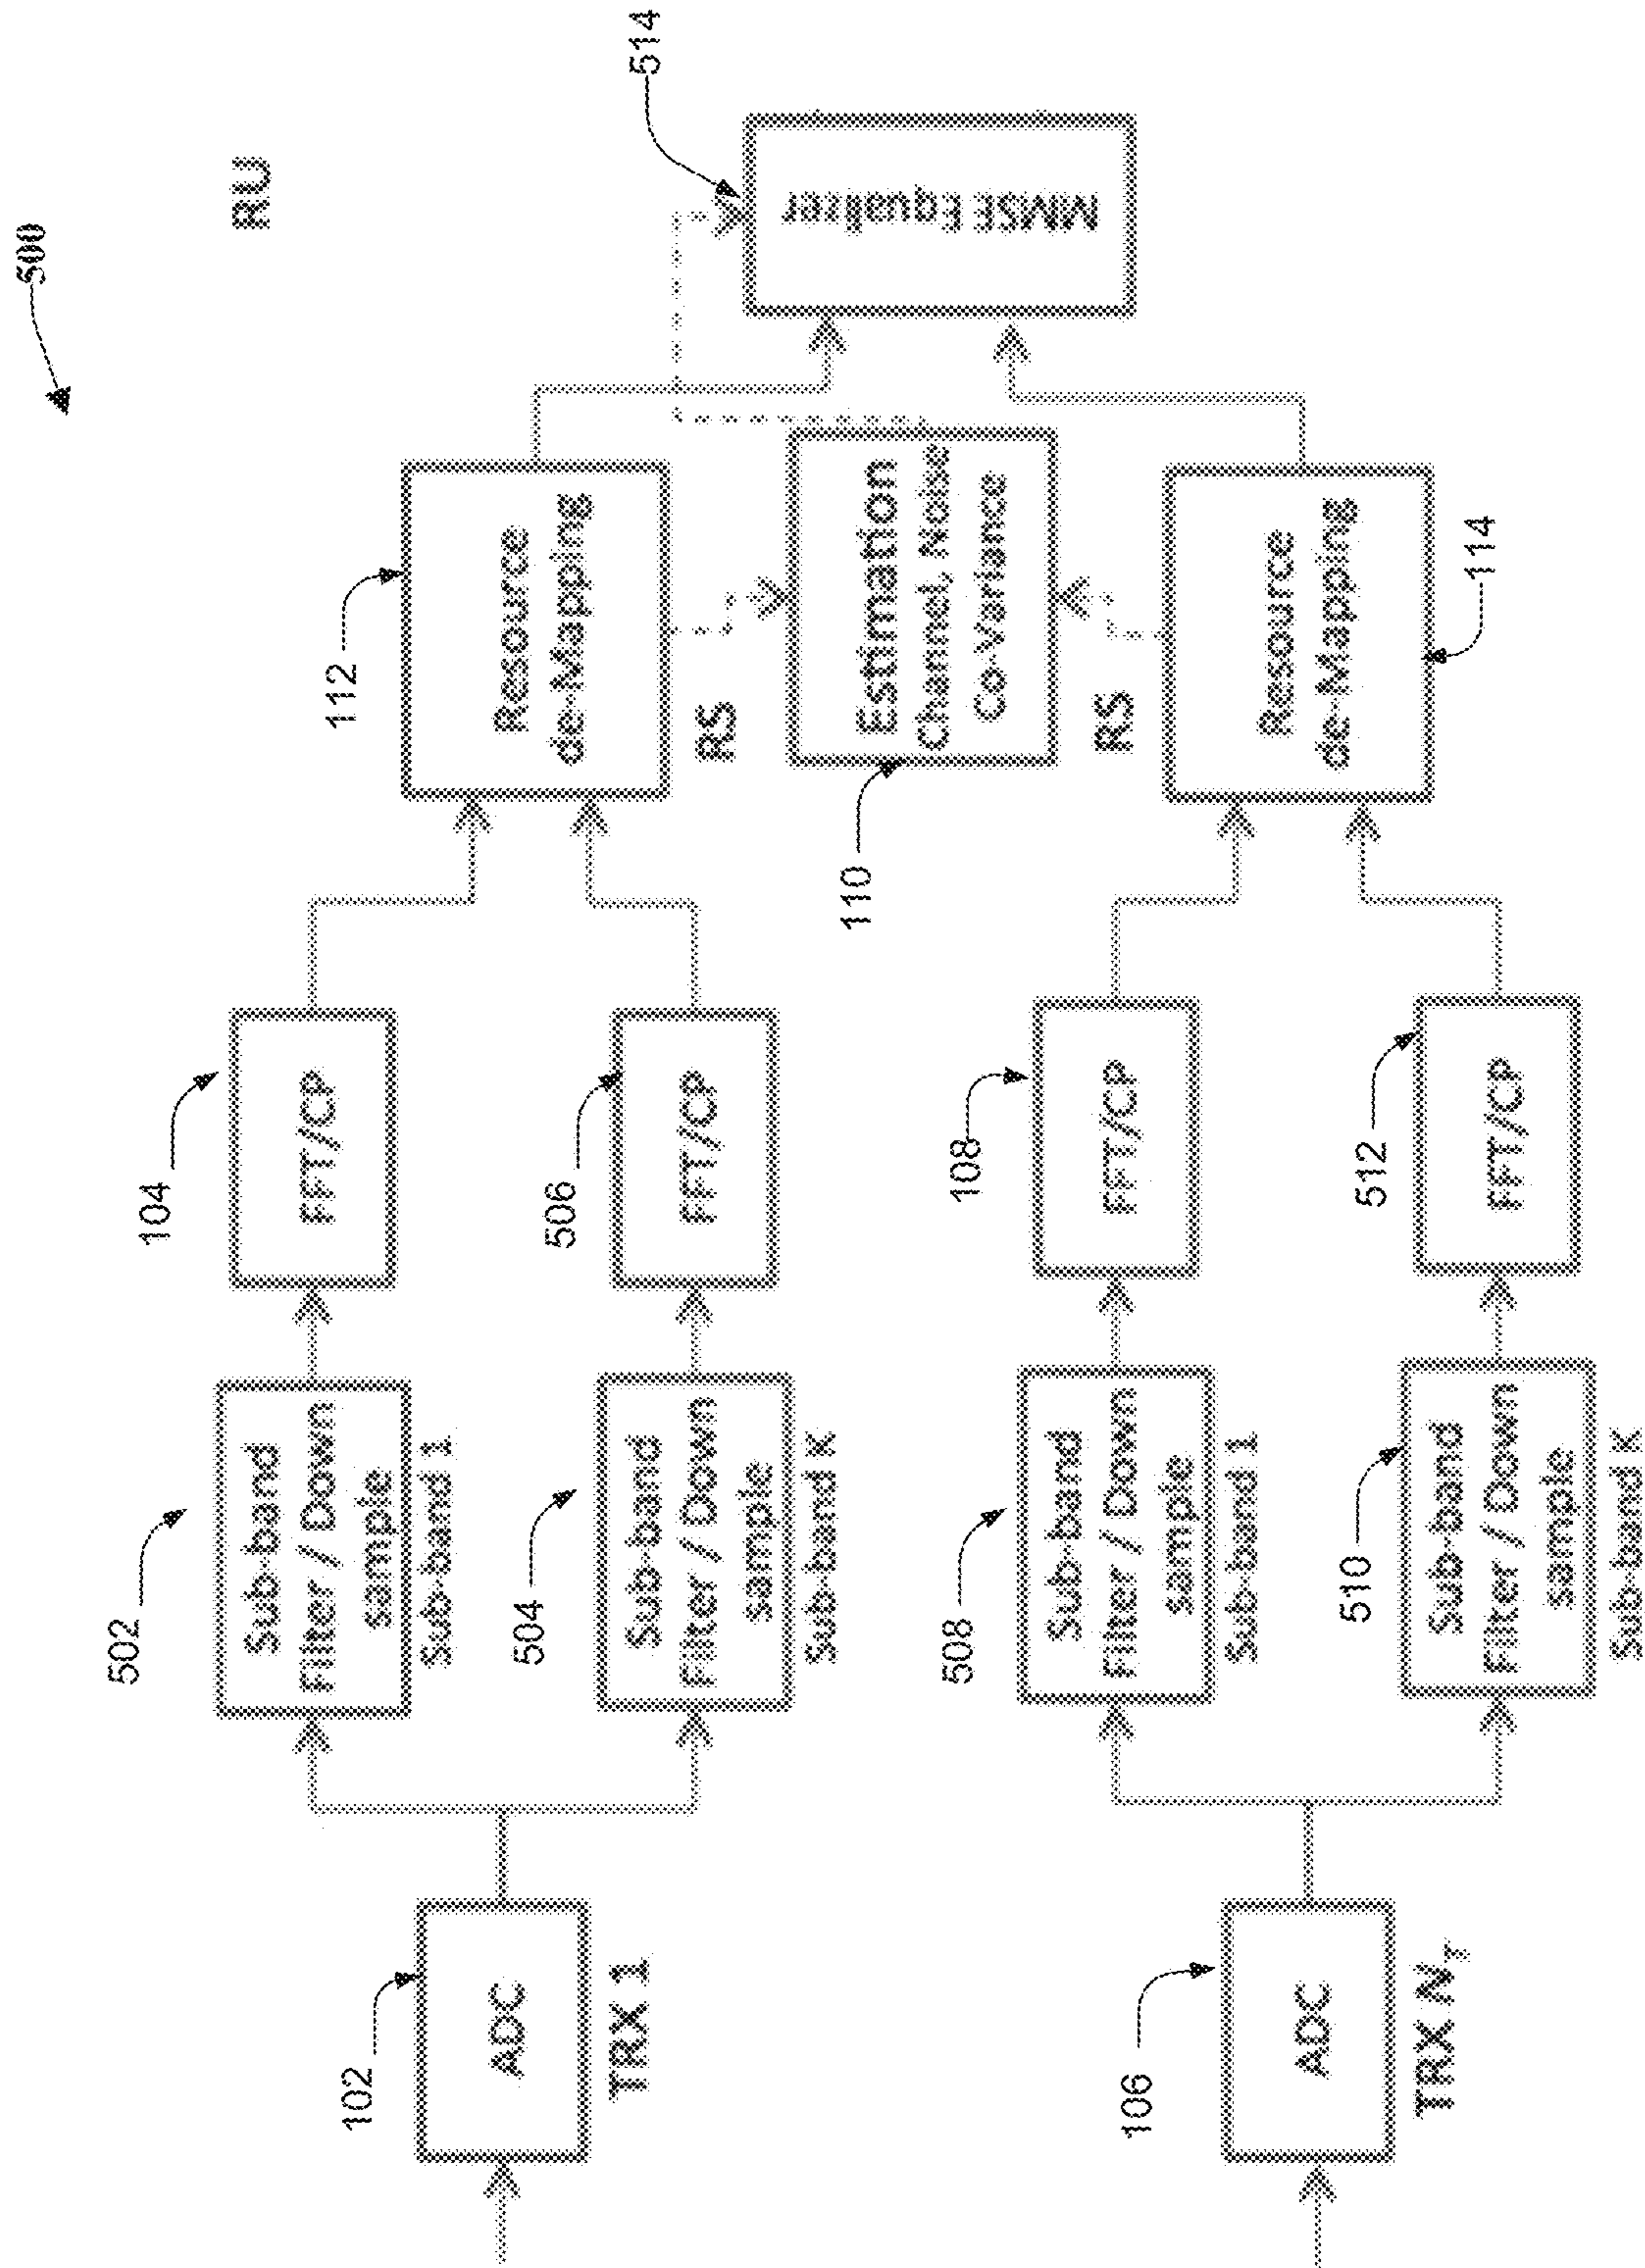 500
RU
102
ADC
TRX 1
502
Sub-band
Filter / Down
sample
Sub-band 1
104
FFT/CP
504
Sub-band
Filter / Down
sample
Sub-band K
506
FFT/CP
112
Resource
de-Mapping
RS
110
Estimation
Channel, Noise
Co-Variance
RS
514
MMSE Equalizer
106
ADC
TRX N_T
508
Sub-band
Filter / Down
sample
Sub-band 1
108
FFT/CP
510
Sub-band
Filter / Down
sample
Sub-band K
512
FFT/CP
Resource
de-Mapping
114